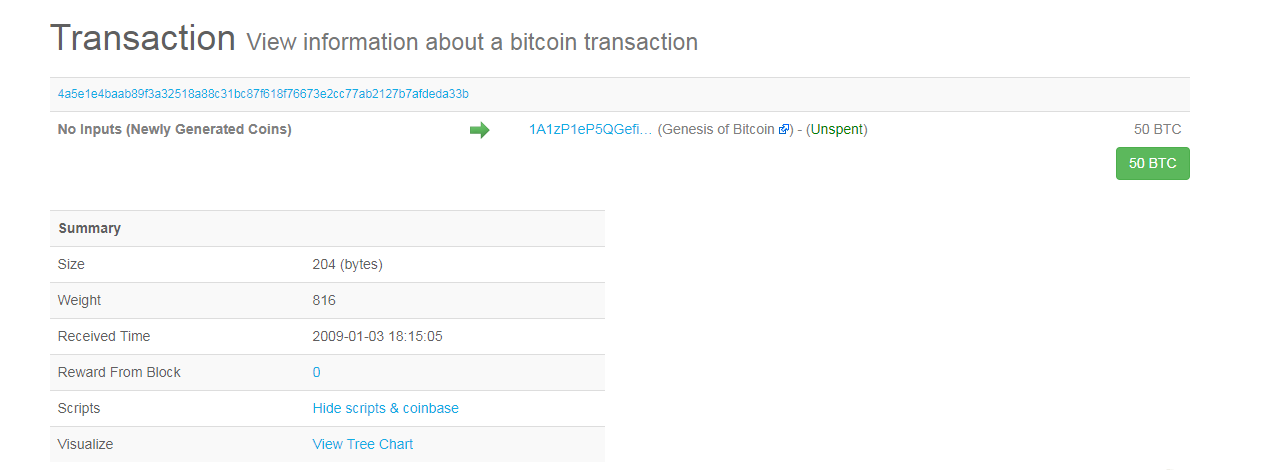 Transaction View information about a bitcoin transaction
4a5e1e4baab89f3a32518a88c31bc87f618f76673e2cc77ab2127b7afdeda33b
No Inputs (Newly Generated Coins) 1A1zP1eP5QGefi... (Genesis of Bitcoin) - (Unspent) 50 BTC
50 BTC
Summary
Size 204 (bytes)
Weight 816
Received Time 2009-01-03 18:15:05
Reward From Block 0
Scripts Hide scripts & coinbase
Visualize View Tree Chart